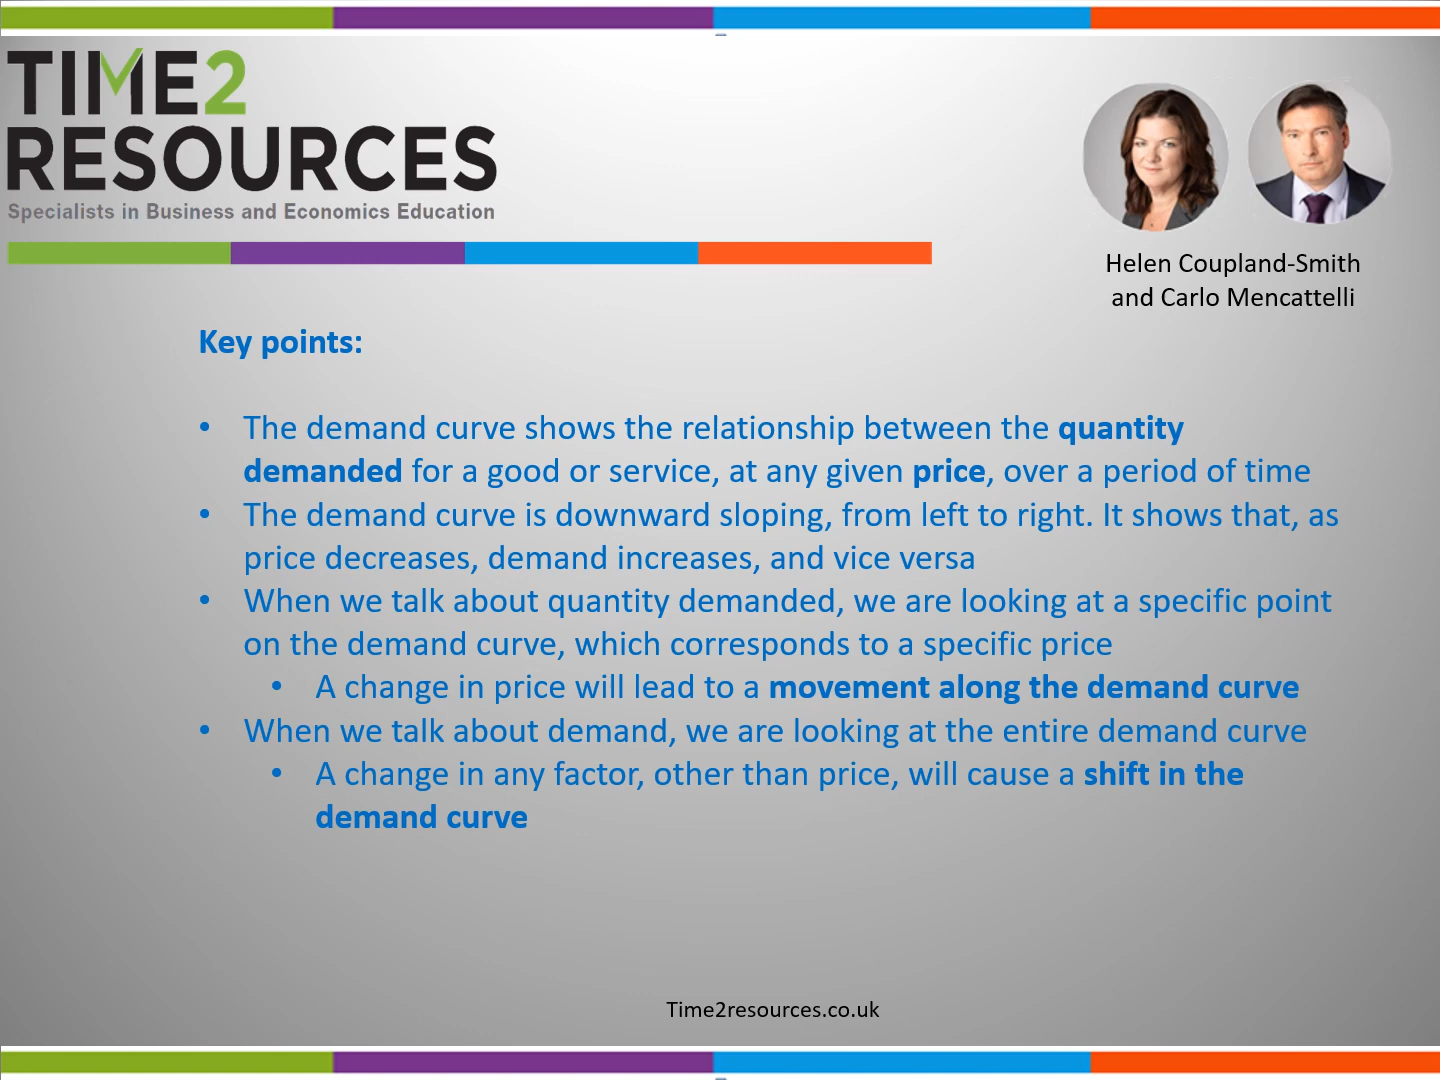 TIME2
RESOURCES
Specialists in Business and Economics Education
Helen Coupland-Smith
and Carlo Mencattelli
Key points:
• The demand curve shows the relationship between the quantity
demanded for a good or service, at any given price, over a period of time
• The demand curve is downward sloping, from left to right. It shows that, as
price decreases, demand increases, and vice versa
• When we talk about quantity demanded, we are looking at a specific point
on the demand curve, which corresponds to a specific price
• A change in price will lead to a movement along the demand curve
• When we talk about demand, we are looking at the entire demand curve
• A change in any factor, other than price, will cause a shift in the
demand curve
Time2resources.co.uk